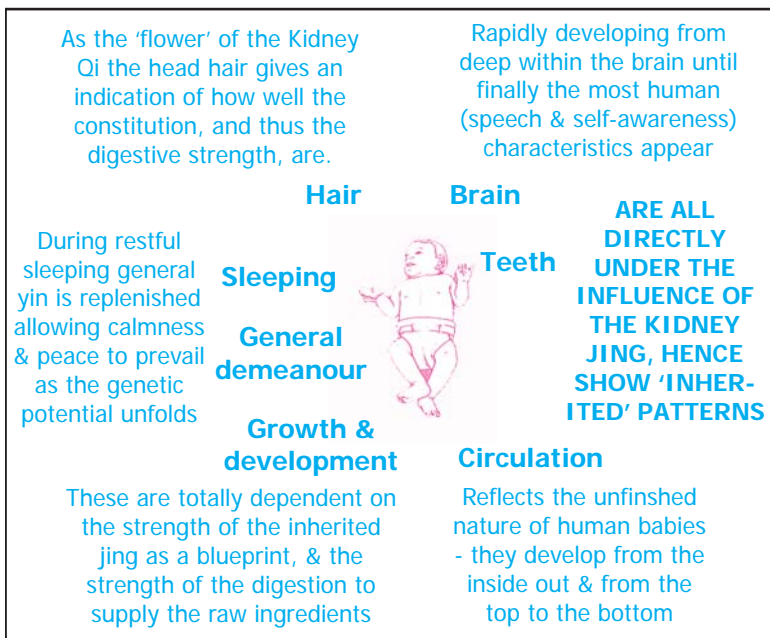 As the ‘flower’ of the Kidney
Qi the head hair gives an
indication of how well the
constitution, and thus the
digestive strength, are.
Rapidly developing from
deep within the brain until
finally the most human
(speech & self-awareness)
characteristics appear
Hair
Brain
During restful
sleeping general
yin is replenished
allowing calmness
& peace to prevail
as the genetic
potential unfolds
Sleeping
General
demeanour
Teeth
ARE ALL
DIRECTLY
UNDER THE
INFLUENCE OF
THE KIDNEY
JING, HENCE
SHOW ‘INHER-
ITED’ PATTERNS
Growth &
development
Circulation
These are totally dependent on
the strength of the inherited
jing as a blueprint, & the
strength of the digestion to
supply the raw ingredients
Reflects the unfinshed
nature of human babies
- they develop from the
inside out & from the
top to the bottom